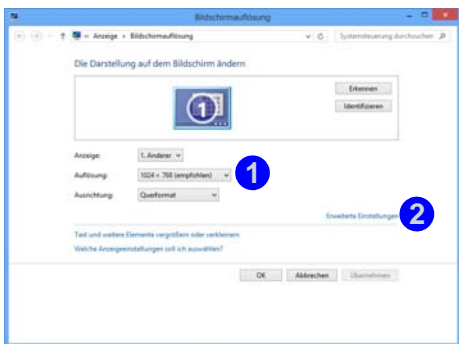 Bildschirmauflösung
Anzeige Bildschirmauflösung Systemsteuerung durchsuchen
Die Darstellung auf dem Bildschirm ändern
1
Erkennen
Identifizieren
Anzeige: 1. Anderer
Auflösung: 1024 × 768 (empfohlen) 1
Ausrichtung: Querformat
Erweiterte Einstellungen 2
Text und weitere Elemente vergrößern oder verkleinern
Welche Anzeigeeinstellungen soll ich auswählen?
OK Abbrechen Übernehmen